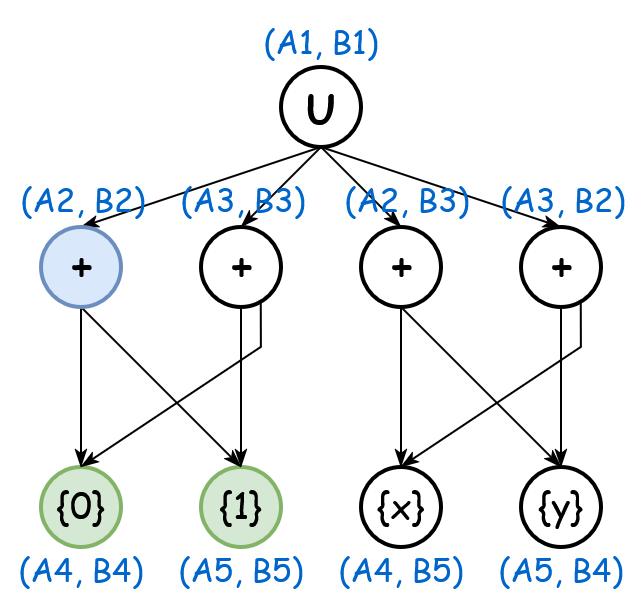 (A1, B1)
U
(A2, B2) (A3, B3) (A2, B3) (A3, B2)
+ + + +
{0} {1} {x} {y}
(A4, B4) (A5, B5) (A4, B5) (A5, B4)